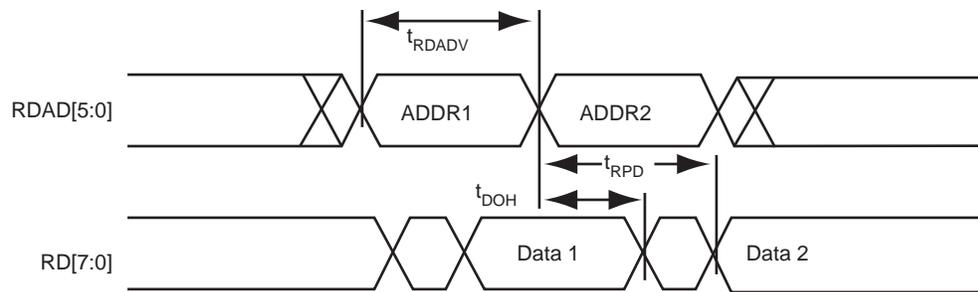 tRDADV
RDAD[5:0] ADDR1 ADDR2
tRPD
tDOH
RD[7:0] Data 1 Data 2